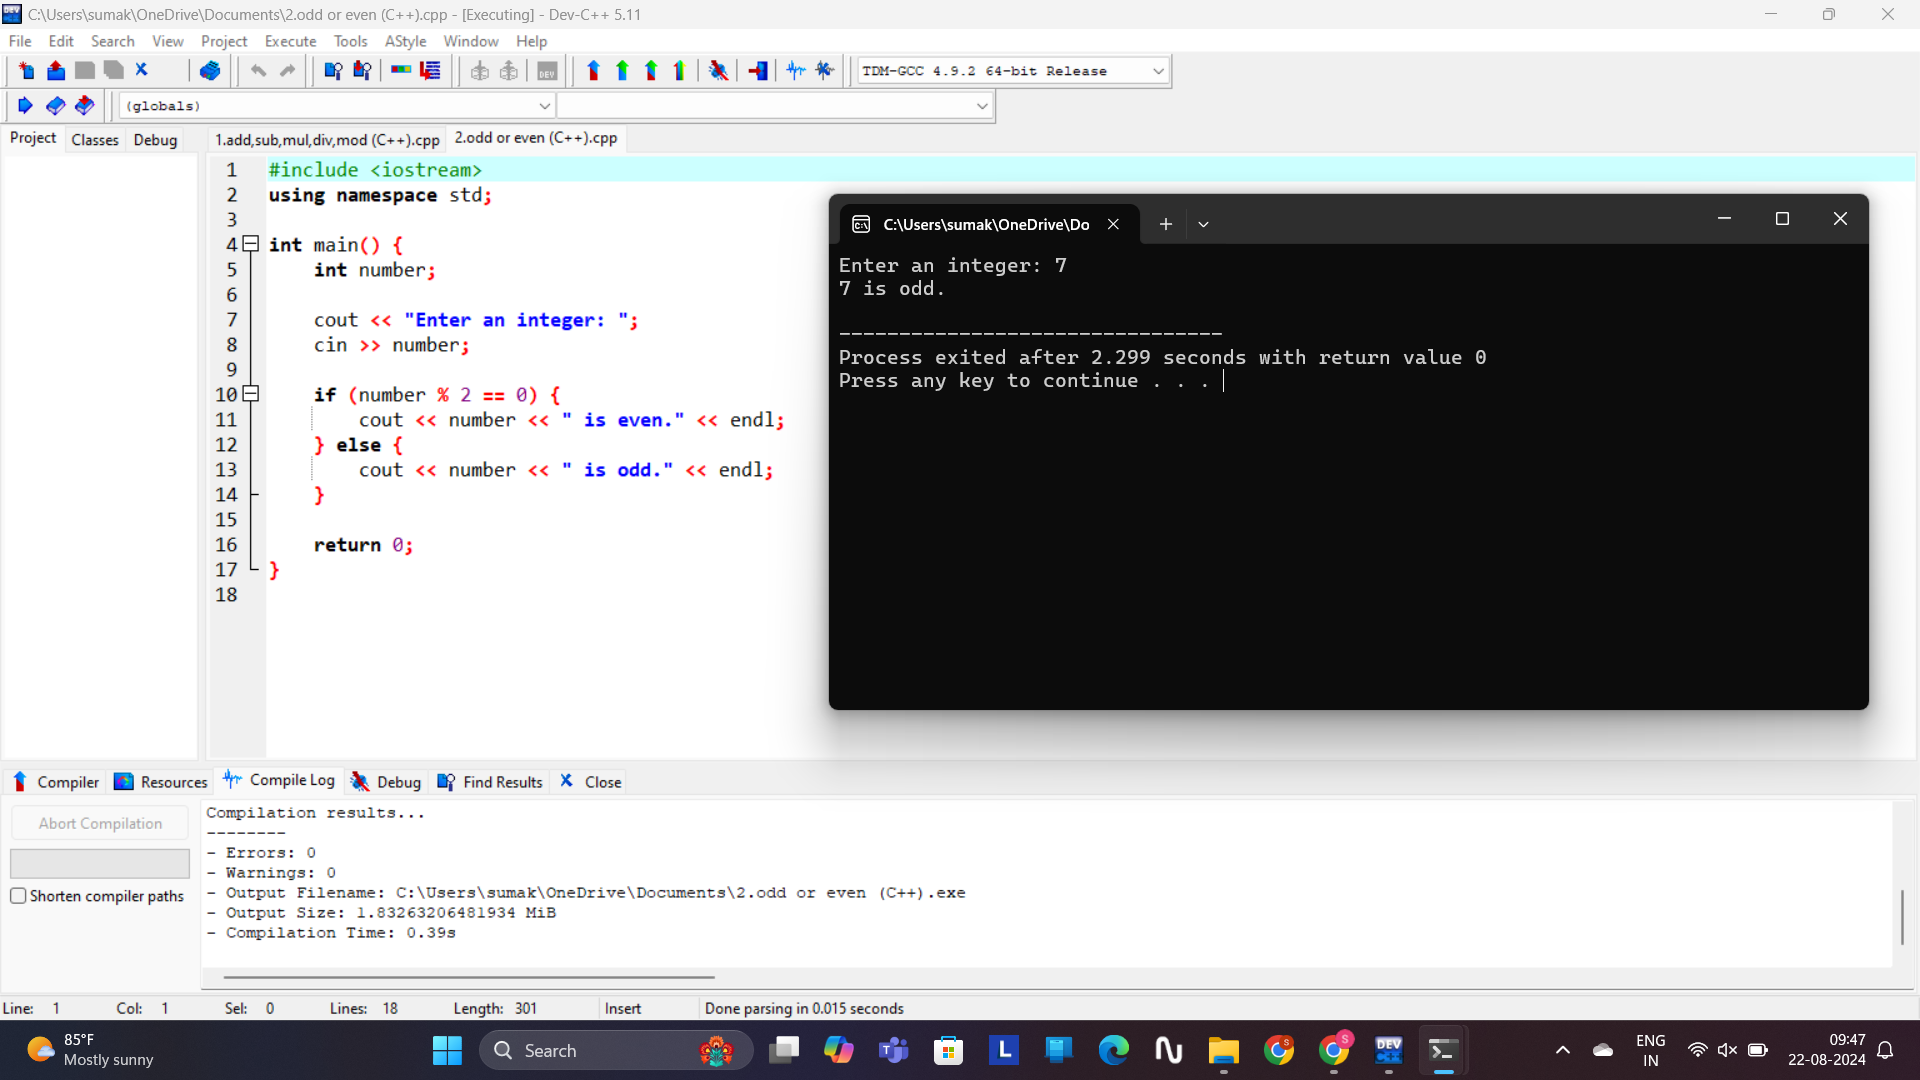 C:\Users\sumak\OneDrive\Documents\2.odd or even (C++).cpp - [Executing] - Dev-C++ 5.11
File Edit Search View Project Execute Tools AStyle Window Help
TDM-GCC 4.9.2 64-bit Release
(globals)
Project Classes Debug
1.add,sub,mul,div,mod (C++).cpp 2.odd or even (C++).cpp
1 #include <iostream>
2 using namespace std;
3
4 int main() {
5 int number;
6
7 cout << "Enter an integer: ";
8 cin >> number;
9
10 if (number % 2 == 0) {
11 cout << number << " is even." << endl;
12 } else {
13 cout << number << " is odd." << endl;
14 }
15
16 return 0;
17 }
18
C:\Users\sumak\OneDrive\Do
Enter an integer: 7
7 is odd.
--------------------------------
Process exited after 2.299 seconds with return value 0
Press any key to continue . . .
Compiler Resources Compile Log Debug Find Results Close
Abort Compilation
Shorten compiler paths
Compilation results...
--------
- Errors: 0
- Warnings: 0
- Output Filename: C:\Users\sumak\OneDrive\Documents\2.odd or even (C++).exe
- Output Size: 1.83263206481934 MiB
- Compilation Time: 0.39s
Line: 1 Col: 1 Sel: 0 Lines: 18 Length: 301 Insert Done parsing in 0.015 seconds
85°F
Mostly sunny
Search
L
S
S
DEV
ENG
IN
09:47
22-08-2024